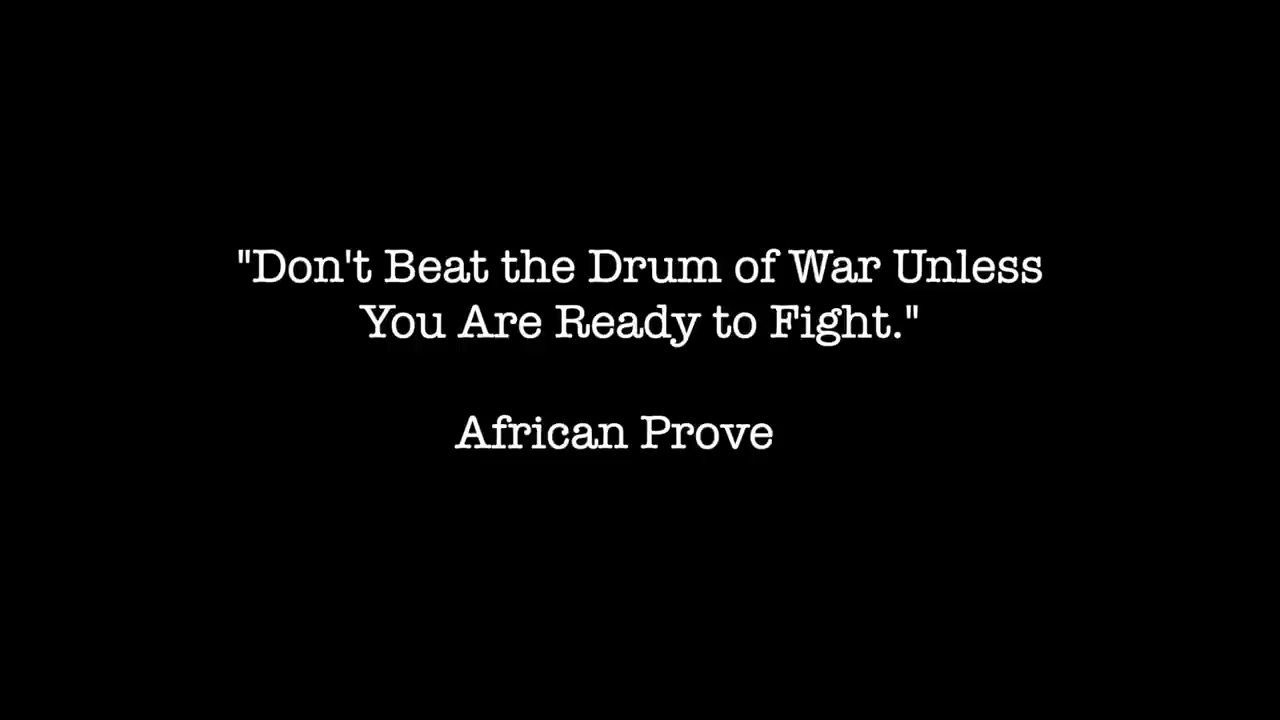 "Don't Beat the Drum of War Unless
You Are Ready to Fight."
African Prove